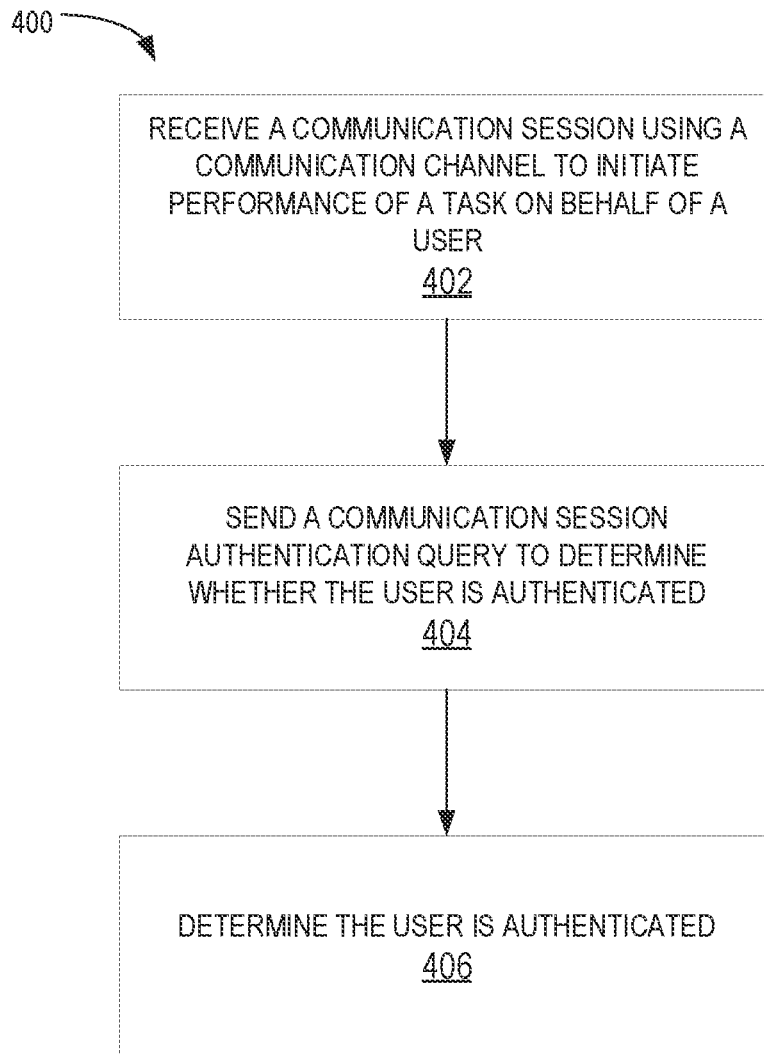 400
RECEIVE A COMMUNICATION SESSION USING A
COMMUNICATION CHANNEL TO INITIATE
PERFORMANCE OF A TASK ON BEHALF OF A
USER
402
SEND A COMMUNICATION SESSION
AUTHENTICATION QUERY TO DETERMINE
WHETHER THE USER IS AUTHENTICATED
404
DETERMINE THE USER IS AUTHENTICATED
406